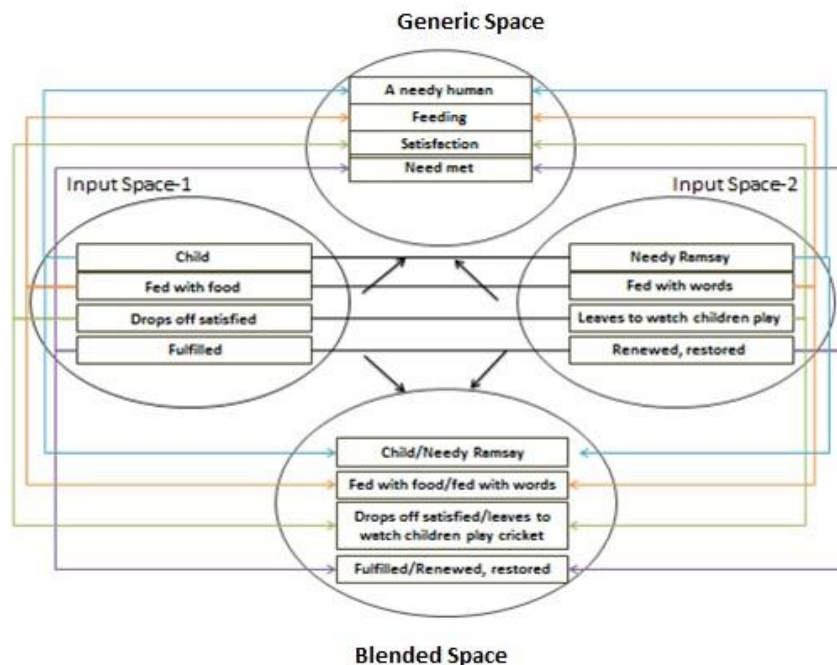 Generic Space
A needy human
Feeding
Satisfaction
Need met
Input Space-1
Input Space-2
Child
Needy Ramsay
Fed with food
Fed with words
Drops off satisfied
Leaves to watch children play
Fulfilled
Renewed, restored
Child/Needy Ramsay
Fed with food/fed with words
Drops off satisfied/leaves to
watch children play cricket
Fulfilled/Renewed, restored
Blended Space